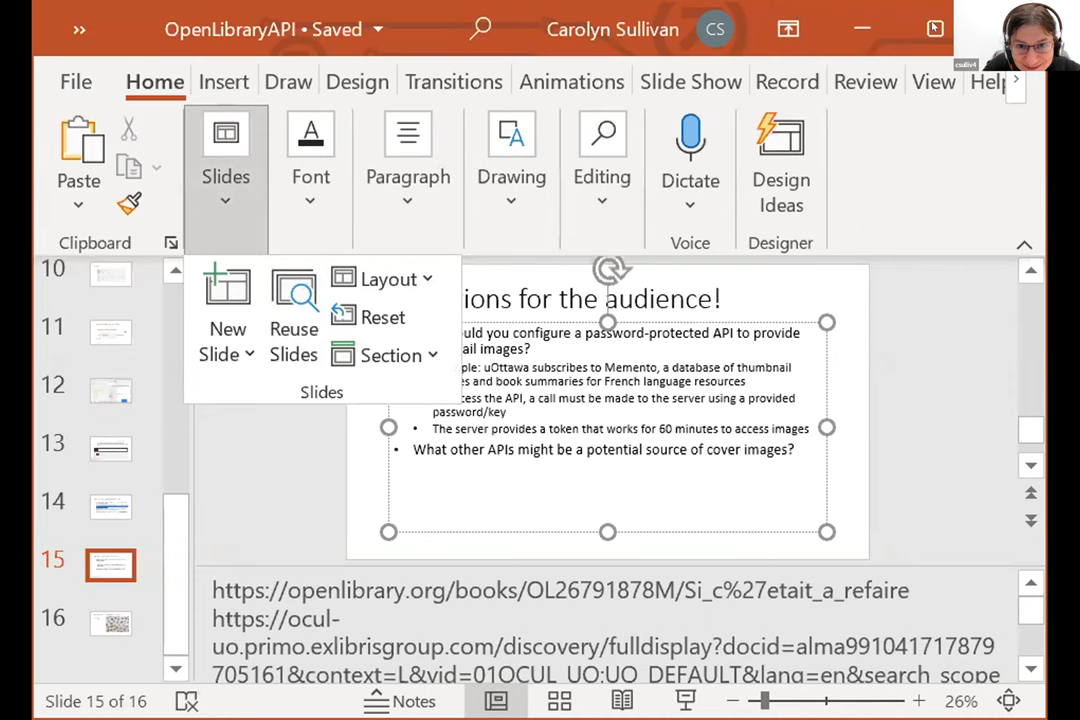 OpenLibraryAPI • Saved
Carolyn Sullivan
CS
csulliv4
File Home Insert Draw Design Transitions Animations Slide Show Record Review View Help
Paste
Slides
Font
Paragraph
Drawing
Editing
Dictate
Design
Ideas
Clipboard
Voice
Designer
New
Slide
Reuse
Slides
Layout
Reset
Section
Slides
10
11
12
13
14
15
16
ions for the audience!
uld you configure a password-protected API to provide
ail images?
ple: uOttawa subscribes to Memento, a database of thumbnail
es and book summaries for French language resources
ccess the API, a call must be made to the server using a provided
password/key
• The server provides a token that works for 60 minutes to access images
• What other APIs might be a potential source of cover images?
https://openlibrary.org/books/OL26791878M/Si_c%27etait_a_refaire
https://ocul-
uo.primo.exlibrisgroup.com/discovery/fulldisplay?docid=alma991041717879
705161&context=L&vid=01OCUL_UO:UO_DEFAULT&lang=en&search_scope
Slide 15 of 16
Notes
26%